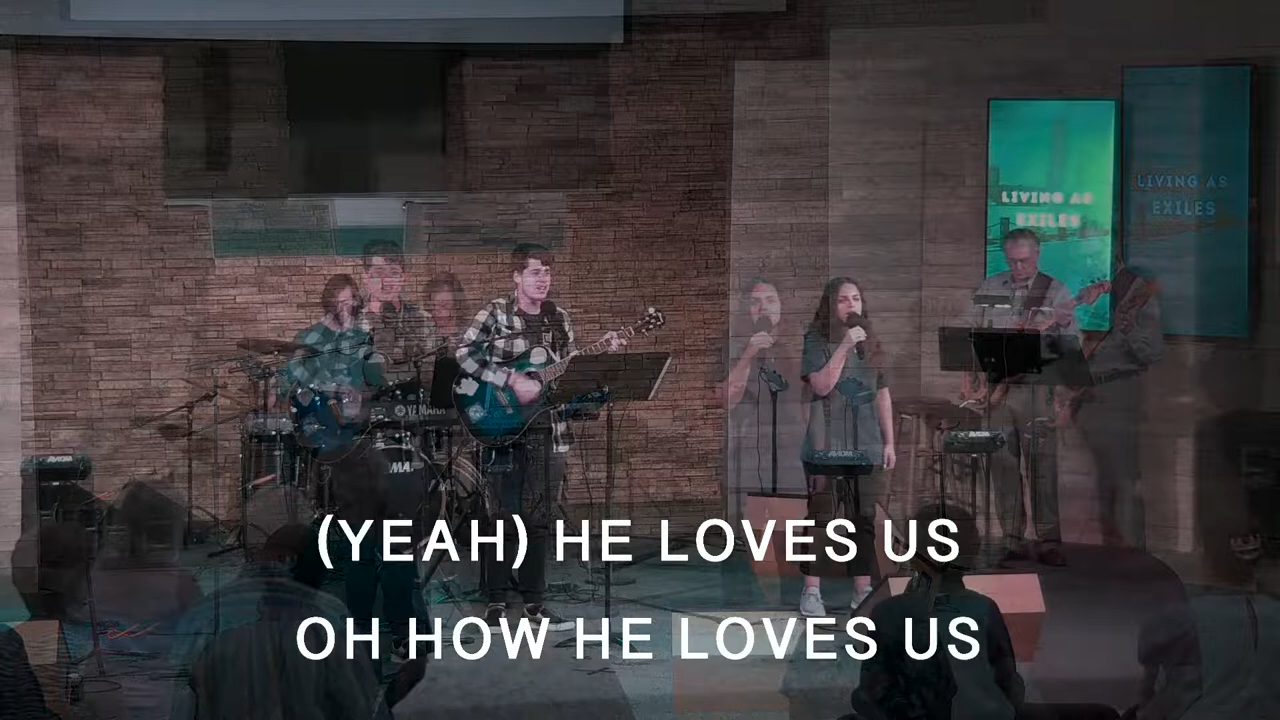 LIVING AS
EXILES
LIVING AS
EXILES
YAMAHA
(YEAH) HE LOVES US
OH HOW HE LOVES US